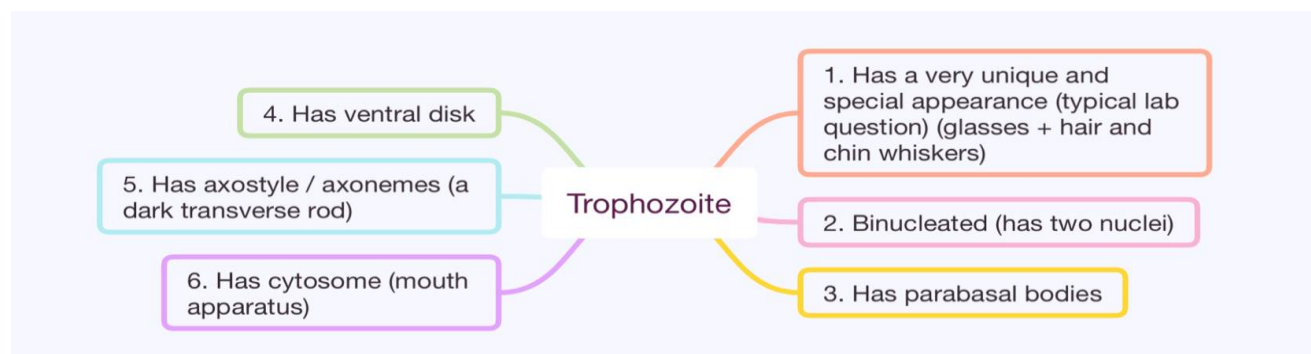 Trophozoite
1. Has a very unique and
special appearance (typical lab
question) (glasses + hair and
chin whiskers)
2. Binucleated (has two nuclei)
3. Has parabasal bodies
4. Has ventral disk
5. Has axostyle / axonemes (a
dark transverse rod)
6. Has cytosome (mouth
apparatus)